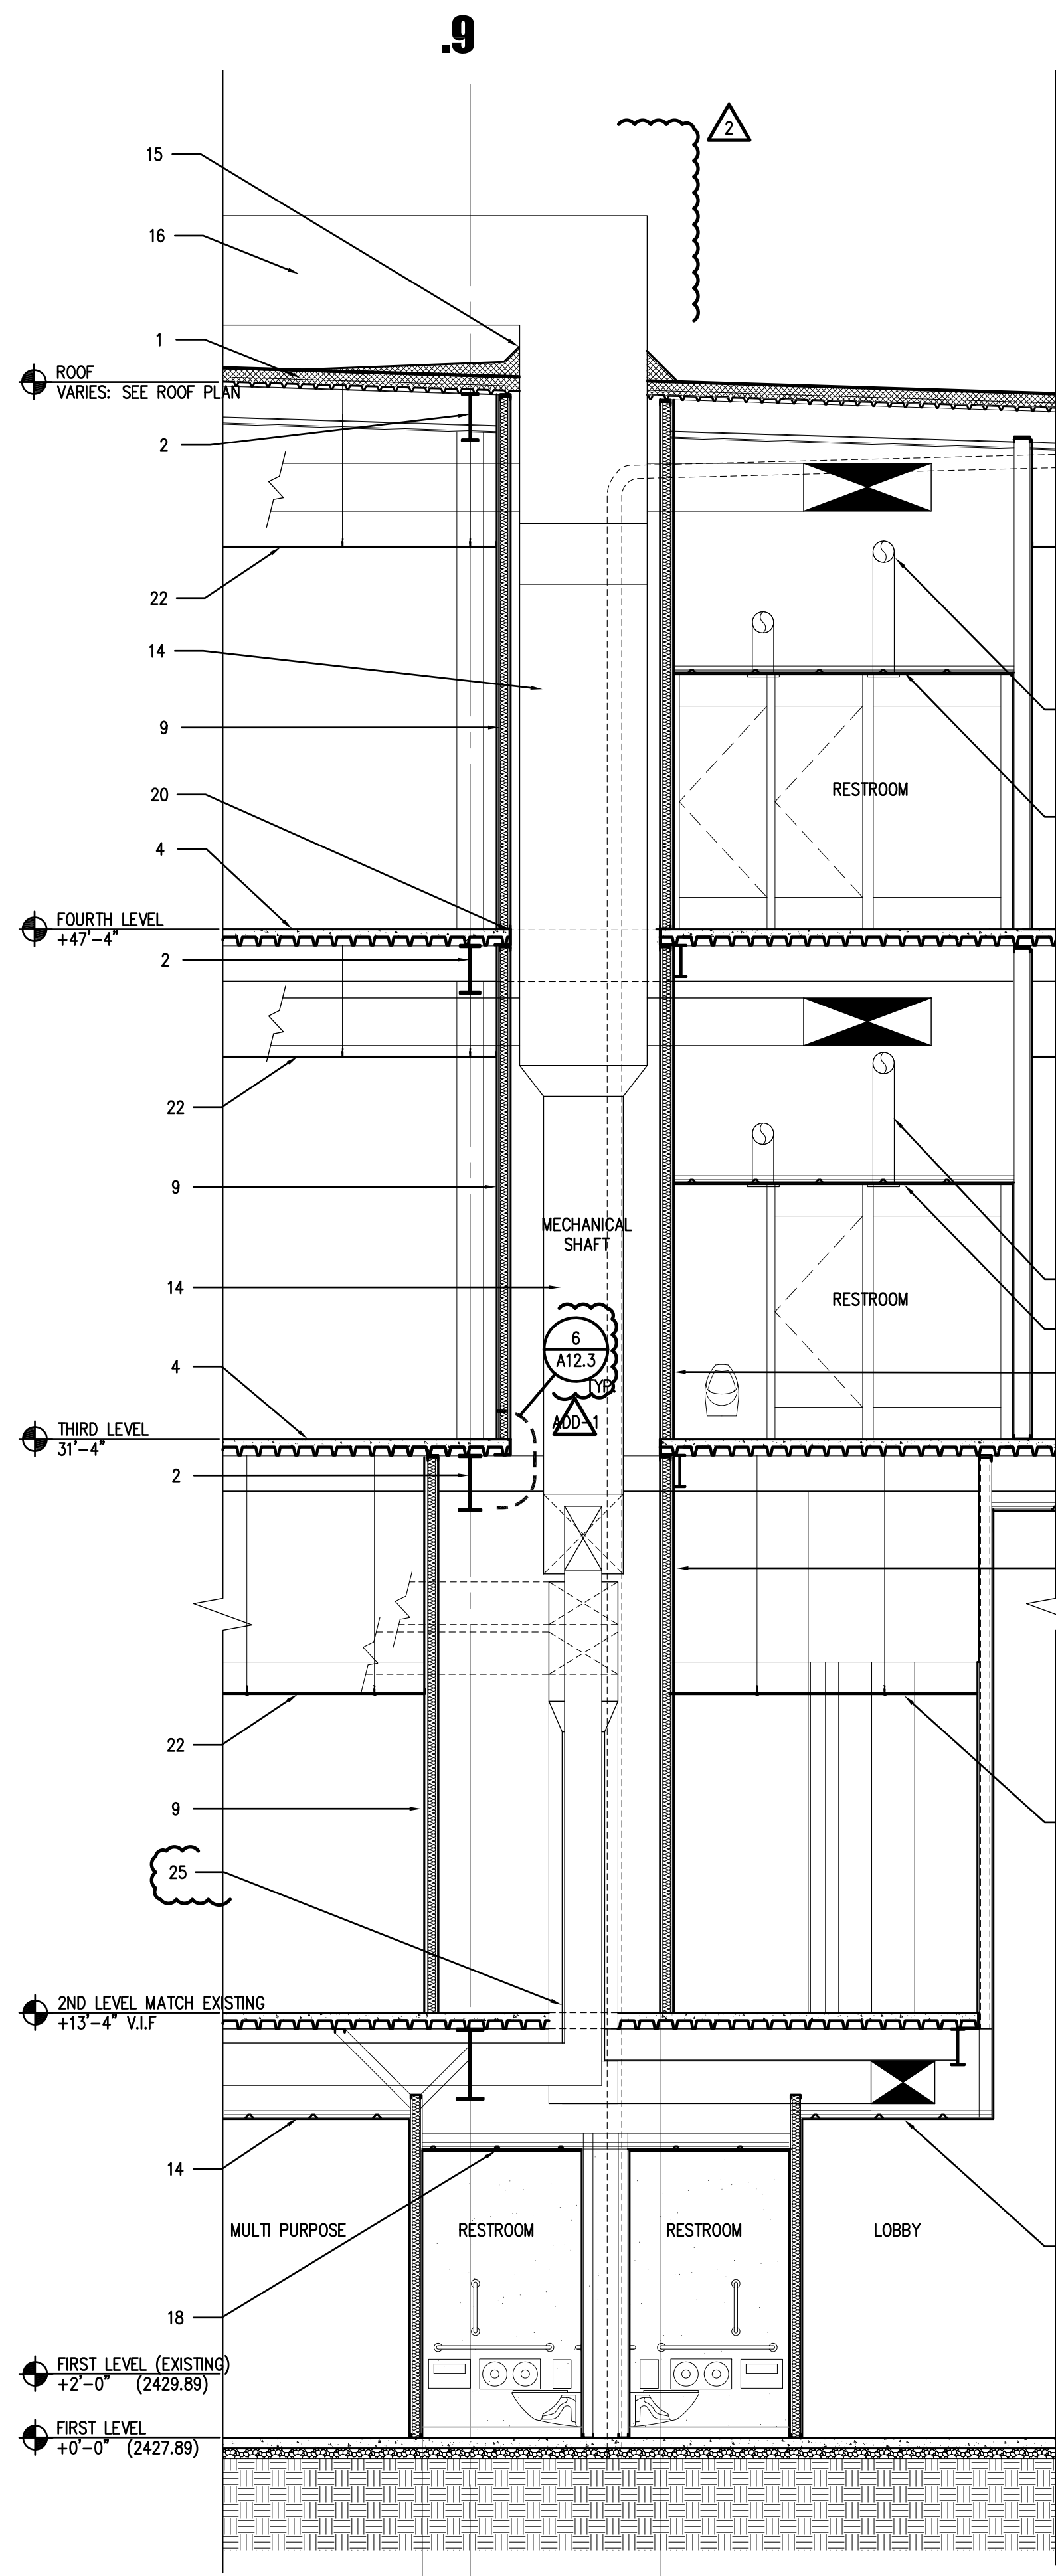 .9
2
15
16
1
ROOF
VARIES: SEE ROOF PLAN
2
22
14
9
20
RESTROOM
4
FOURTH LEVEL
+47'-4"
2
22
9
MECHANICAL
SHAFT
14
RESTROOM
6
A12.3
TYP.
4
ADD-1
THIRD LEVEL
31'-4"
2
22
9
25
2ND LEVEL MATCH EXISTING
+13'-4" V.I.F
14
MULTI PURPOSE
RESTROOM
RESTROOM
LOBBY
18
FIRST LEVEL (EXISTING)
+2'-0" (2429.89)
FIRST LEVEL
+0'-0" (2427.89)